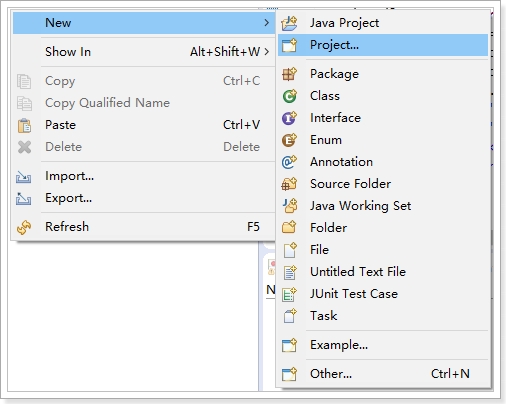 New
Show In Alt+Shift+W
Copy Ctrl+C
Copy Qualified Name
Paste Ctrl+V
Delete Delete
Import...
Export...
Refresh F5
Java Project
Project...
Package
Class
Interface
Enum
Annotation
Source Folder
Java Working Set
Folder
File
Untitled Text File
JUnit Test Case
Task
Example...
Other... Ctrl+N
N